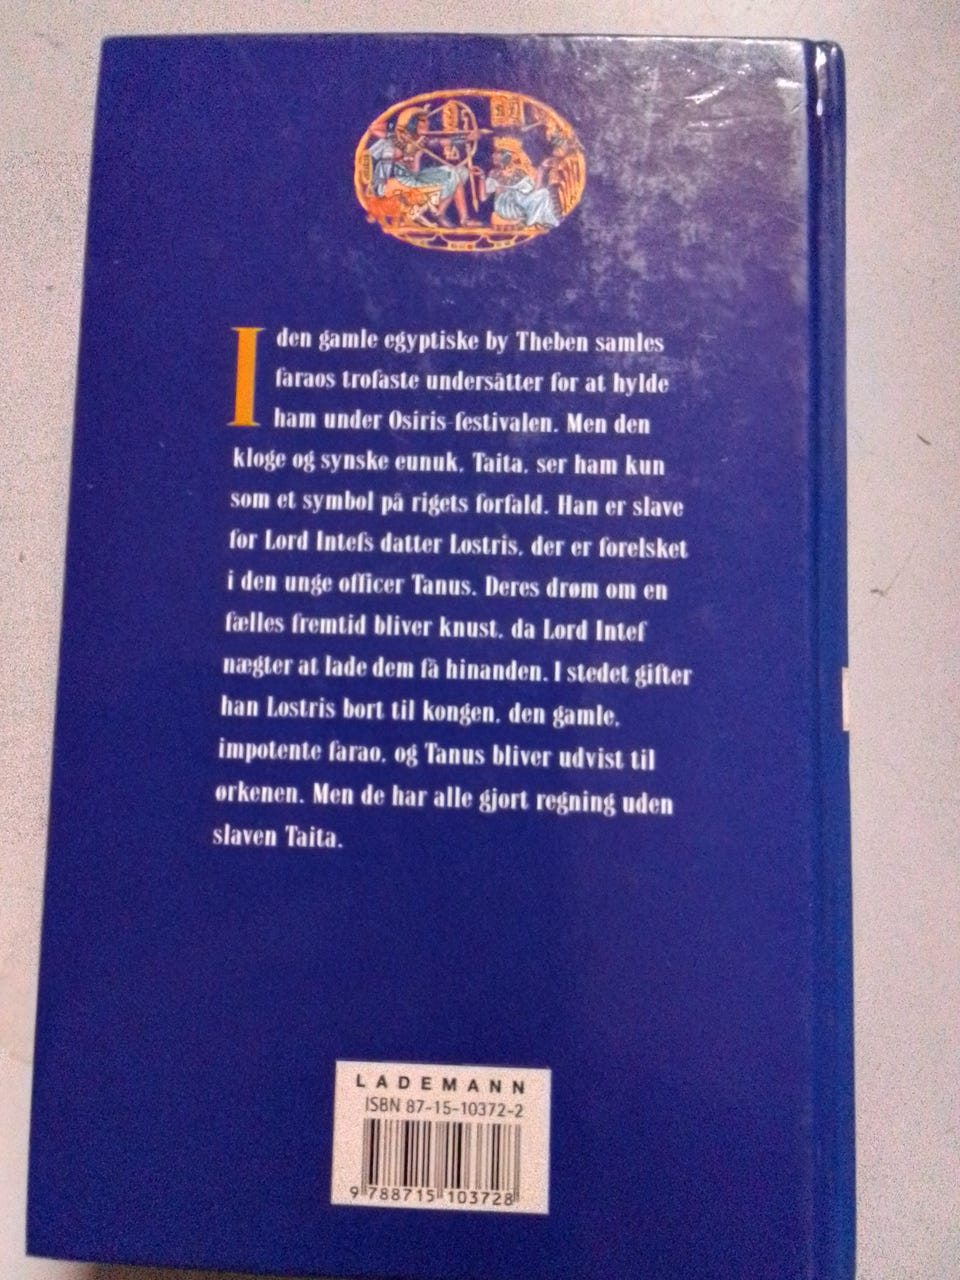 I den gamle egyptiske by Theben samles
faraos trofaste undersåtter for at hylde
ham under Osiris-festivalen. Men den
kloge og synske eunuk, Taita, ser ham kun
som et symbol på rigets forfald. Han er slave
for Lord Intefs datter Lostris, der er forelsket
i den unge officer Tanus. Deres drøm om en
fælles fremtid bliver knust, da Lord Intef
nægter at lade dem få hinanden. I stedet gifter
han Lostris bort til kongen, den gamle,
impotente farao, og Tanus bliver udvist til
ørkenen. Men de har alle gjort regning uden
slaven Taita.
LADEMANN
ISBN 87-15-10372-2
9 788715 103728